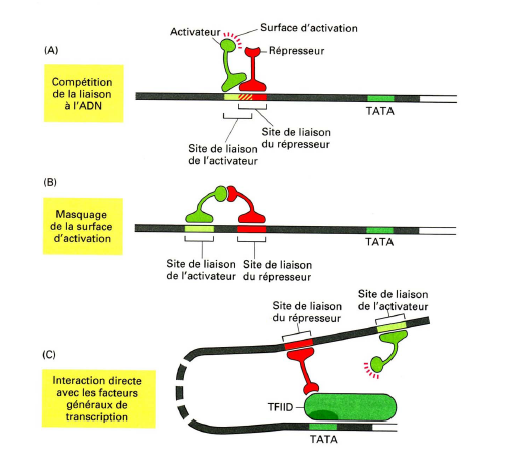 (A)
Compétition
de la liaison
à l'ADN
Activateur
Surface d'activation
Répresseur
TATA
Site de liaison
du répresseur
Site de liaison
de l'activateur
(B)
Masquage
de la surface
d'activation
TATA
Site de liaison
de l'activateur
Site de liaison
du répresseur
(C)
Interaction directe
avec les facteurs
généraux de
transcription
Site de liaison
du répresseur
Site de liaison
de l'activateur
TFIID
TATA